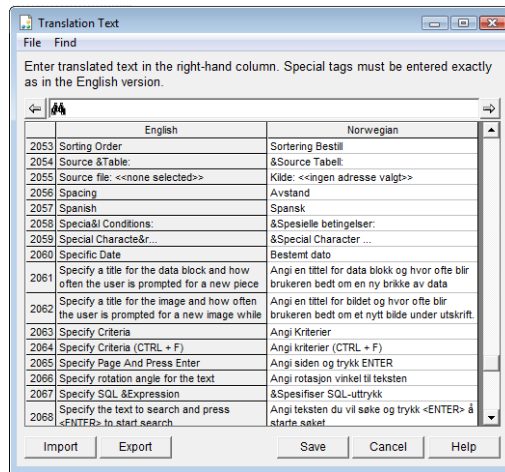 Translation Text
File Find
Enter translated text in the right-hand column. Special tags must be entered exactly
as in the English version.
English Norwegian
2053 Sorting Order Sortering Bestill
2054 Source &Table: &Source Tabell:
2055 Source file: <<none selected>> Kilde: <<ingen adresse valgt>>
2056 Spacing Avstand
2057 Spanish Spansk
2058 Specia&l Conditions: &Spesielle betingelser:
2059 Special Characte&r... &Special Character ...
2060 Specific Date Bestemt dato
2061 Specify a title for the data block and how Angi en tittel for data blokk og hvor ofte blir
often the user is prompted for a new piece brukeren bedt om en ny brikke av data
2062 Specify a title for the image and how often Angi en tittel for bildet og hvor ofte blir
the user is prompted for a new image while brukeren bedt om et nytt bilde under utskrift.
2063 Specify Criteria Angi Kriterier
2064 Specify Criteria (CTRL + F) Angi kriterier (CTRL + F)
2065 Specify Page And Press Enter Angi siden og trykk ENTER
2066 Specify rotation angle for the text Angi rotasjon vinkel til teksten
2067 Specify SQL &Expression &Spesifiser SQL-uttrykk
2068 Specify the text to search and press Angi teksten du vil søke og trykk <ENTER> å
<ENTER> to start search starte søket
Import Export Save Cancel Help